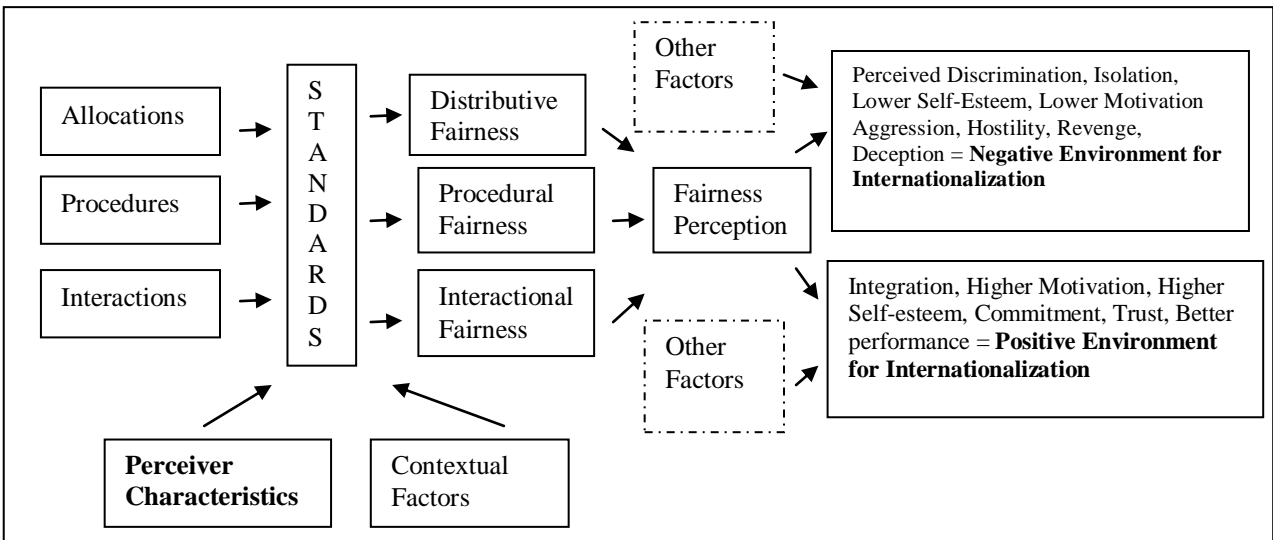 Allocations
Procedures
Interactions
S
T
A
N
D
A
R
D
S
Distributive
Fairness
Procedural
Fairness
Interactional
Fairness
Perceiver
Characteristics
Contextual
Factors
Fairness
Perception
Other
Factors
Other
Factors
Perceived Discrimination, Isolation,
Lower Self-Esteem, Lower Motivation
Aggression, Hostility, Revenge,
Deception = Negative Environment for
Internationalization
Integration, Higher Motivation, Higher
Self-esteem, Commitment, Trust, Better
performance = Positive Environment
for Internationalization